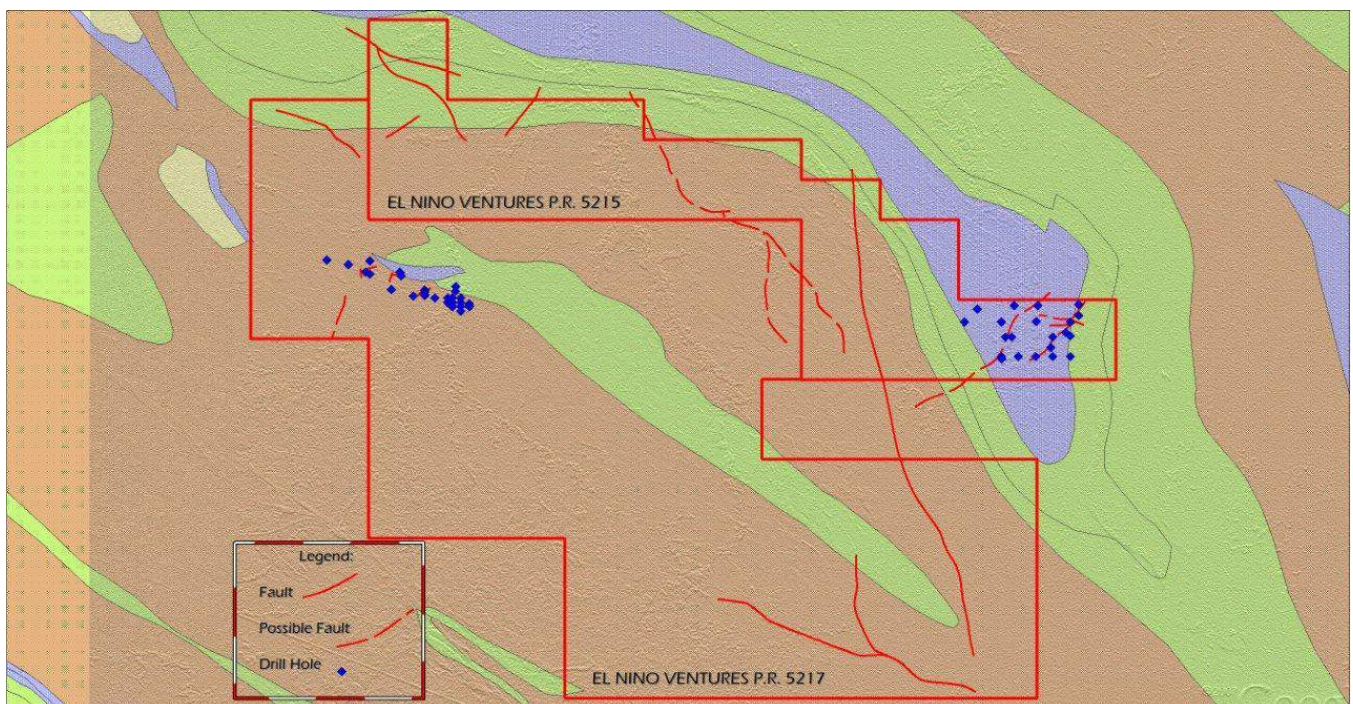 EL NINO VENTURES P.R. 5215
Legend:
Fault
Possible Fault
Drill Hole
EL NINO VENTURES P.R. 5217